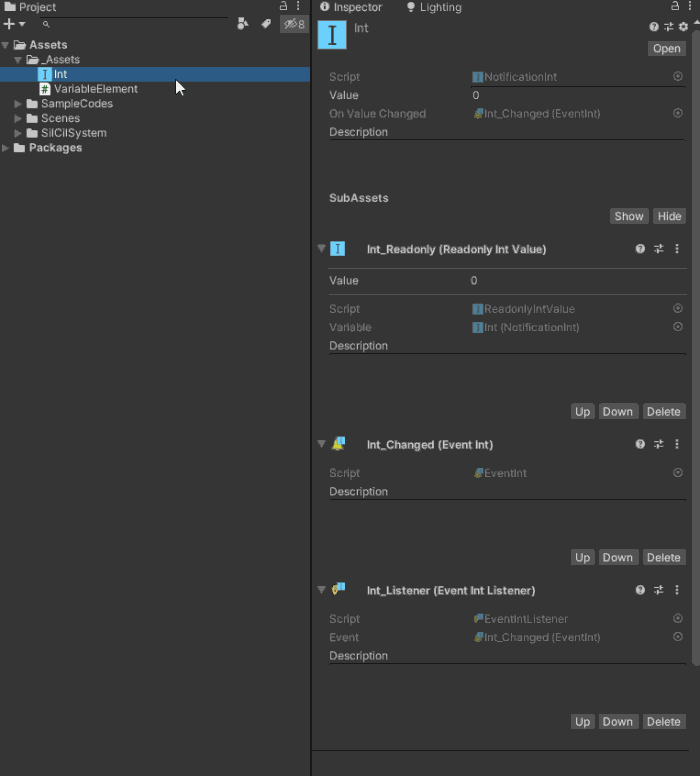 Project
8
Assets
_Assets
Int
VariableElement
SampleCodes
Scenes
SilCilSystem
Packages
Inspector
Lighting
Int
Open
Script NotificationInt
Value 0
On Value Changed Int_Changed (EventInt)
Description
SubAssets
Show Hide
Int_Readonly (Readonly Int Value)
Value 0
Script ReadonlyIntValue
Variable Int (NotificationInt)
Description
Up Down Delete
Int_Changed (Event Int)
Script EventInt
Description
Up Down Delete
Int_Listener (Event Int Listener)
Script EventIntListener
Event Int_Changed (EventInt)
Description
Up Down Delete